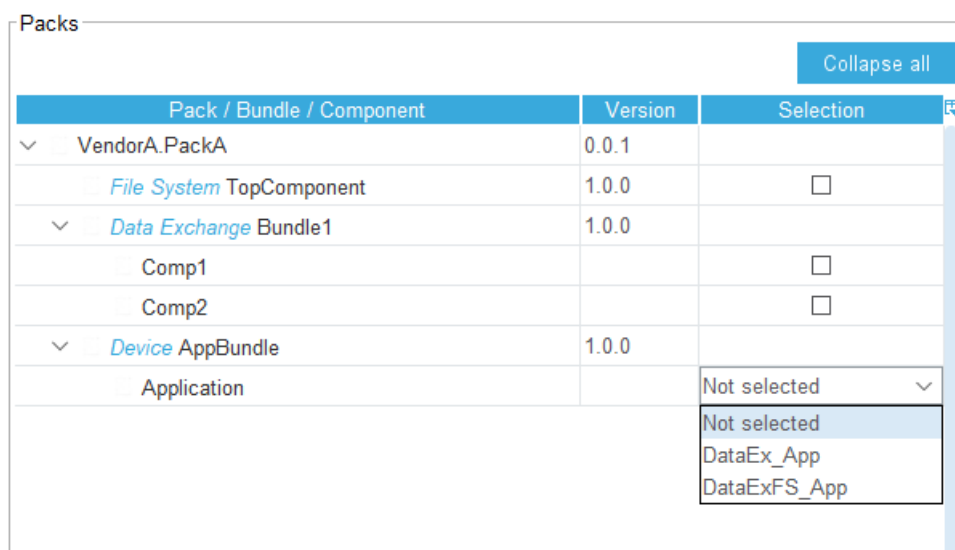 Packs
Collapse all
Pack / Bundle / Component Version Selection
VendorA.PackA 0.0.1
File System TopComponent 1.0.0
Data Exchange Bundle1 1.0.0
Comp1
Comp2
Device AppBundle 1.0.0
Application Not selected
Not selected
DataEx_App
DataExFS_App